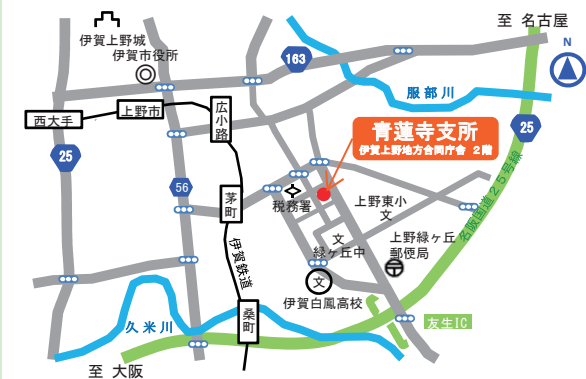 至 名古屋
伊賀上野城
伊賀市役所
N
163
服部川
西大手
上野市
広小路
青蓮寺支所
伊賀上野地方合同庁舎 2階
25
25
56
茅町
税務署
上野東小
文
名阪国道25号線
伊賀鉄道
文
緑ヶ丘中
上野緑ヶ丘
郵便局
文
伊賀白鳳高校
久米川
桑町
友生IC
至 大阪